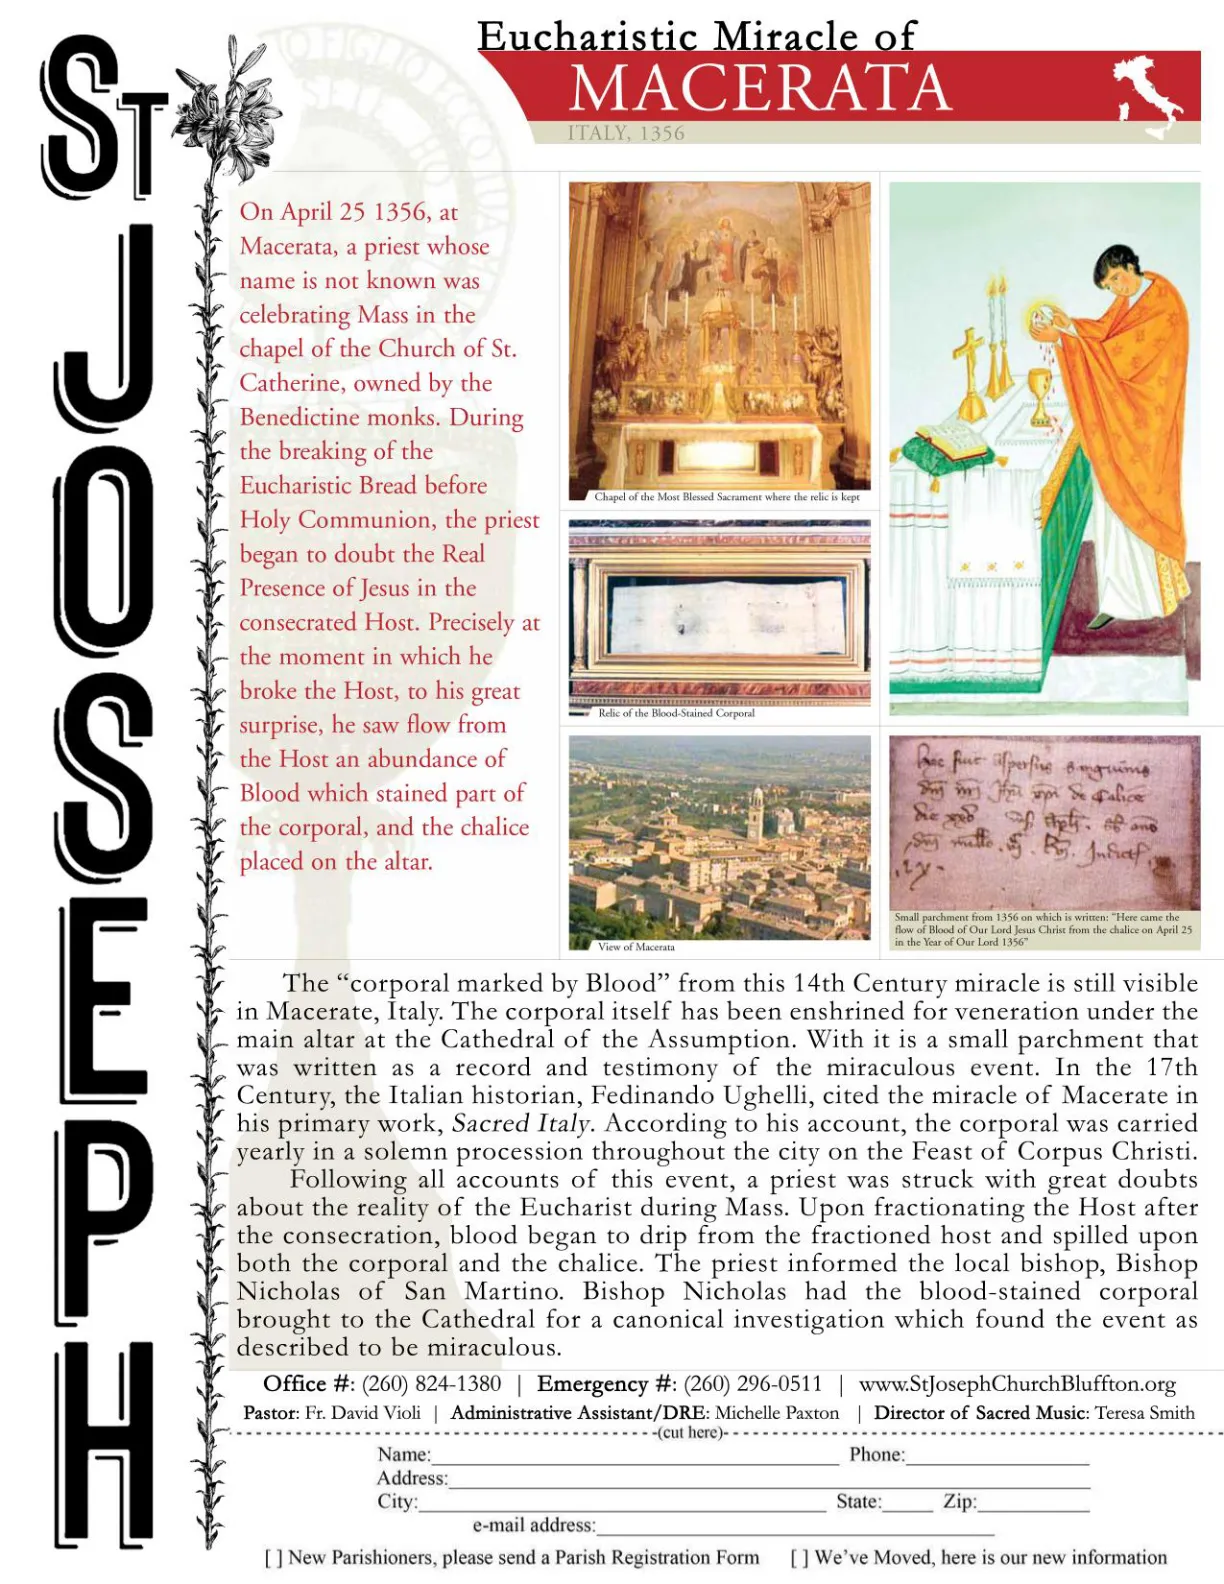 St JOSEPH
Eucharistic Miracle of
MACERATA
ITALY, 1356
On April 25 1356, at
Macerata, a priest whose
name is not known was
celebrating Mass in the
chapel of the Church of St.
Catherine, owned by the
Benedictine monks. During
the breaking of the
Eucharistic Bread before
Holy Communion, the priest
began to doubt the Real
Presence of Jesus in the
consecrated Host. Precisely at
the moment in which he
broke the Host, to his great
surprise, he saw flow from
the Host an abundance of
Blood which stained part of
the corporal, and the chalice
placed on the altar.
Chapel of the Most Blessed Sacrament where the relic is kept
Relic of the Blood-Stained Corporal
View of Macerata
Small parchment from 1356 on which is written: “Here came the
flow of Blood of Our Lord Jesus Christ from the chalice on April 25
in the Year of Our Lord 1356”
The “corporal marked by Blood” from this 14th Century miracle is still visible
in Macerate, Italy. The corporal itself has been enshrined for veneration under the
main altar at the Cathedral of the Assumption. With it is a small parchment that
was written as a record and testimony of the miraculous event. In the 17th
Century, the Italian historian, Fedinando Ughelli, cited the miracle of Macerate in
his primary work, Sacred Italy. According to his account, the corporal was carried
yearly in a solemn procession throughout the city on the Feast of Corpus Christi.
Following all accounts of this event, a priest was struck with great doubts
about the reality of the Eucharist during Mass. Upon fractionating the Host after
the consecration, blood began to drip from the fractioned host and spilled upon
both the corporal and the chalice. The priest informed the local bishop, Bishop
Nicholas of San Martino. Bishop Nicholas had the blood-stained corporal
brought to the Cathedral for a canonical investigation which found the event as
described to be miraculous.
Office #: (260) 824-1380 | Emergency #: (260) 296-0511 | www.StJosephChurchBluffton.org
Pastor: Fr. David Violi | Administrative Assistant/DRE: Michelle Paxton | Director of Sacred Music: Teresa Smith
(cut here)
Name: Phone:
Address:
City: State: Zip:
e-mail address:
[ ] New Parishioners, please send a Parish Registration Form [ ] We’ve Moved, here is our new information